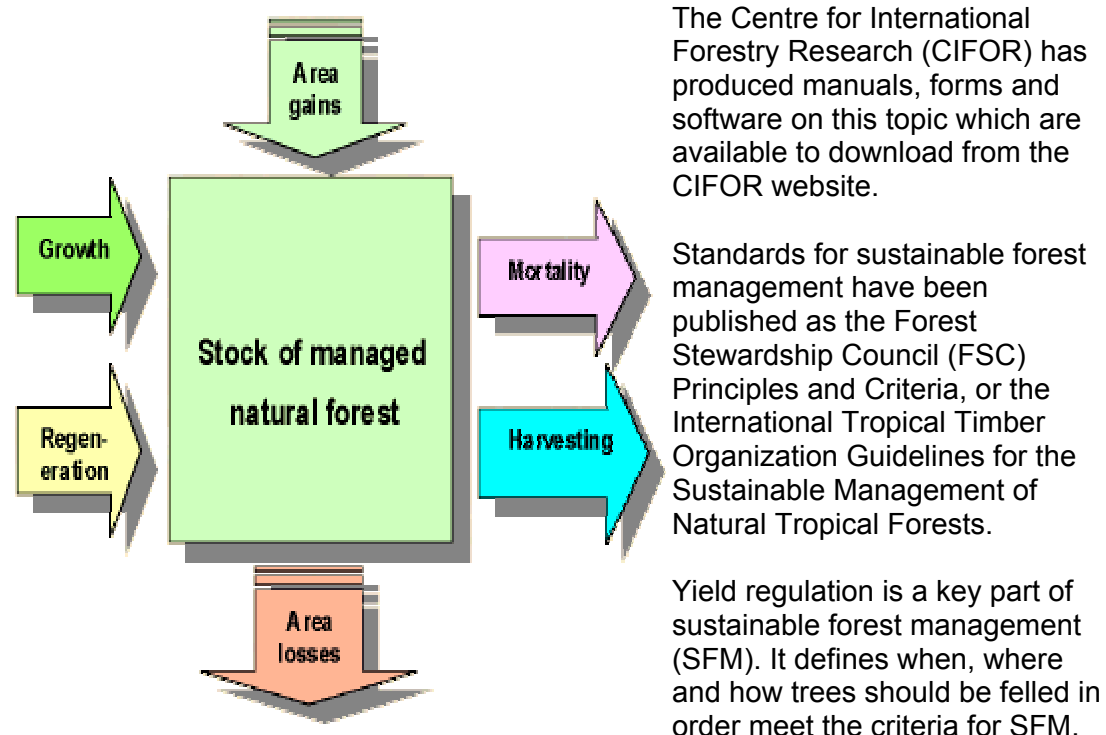 Area
gains
Growth
Regen-
eration
Stock of managed
natural forest
Mortality
Harvesting
Area
losses
The Centre for International
Forestry Research (CIFOR) has
produced manuals, forms and
software on this topic which are
available to download from the
CIFOR website.
Standards for sustainable forest
management have been
published as the Forest
Stewardship Council (FSC)
Principles and Criteria, or the
International Tropical Timber
Organization Guidelines for the
Sustainable Management of
Natural Tropical Forests.
Yield regulation is a key part of
sustainable forest management
(SFM). It defines when, where
and how trees should be felled in
order meet the criteria for SFM.